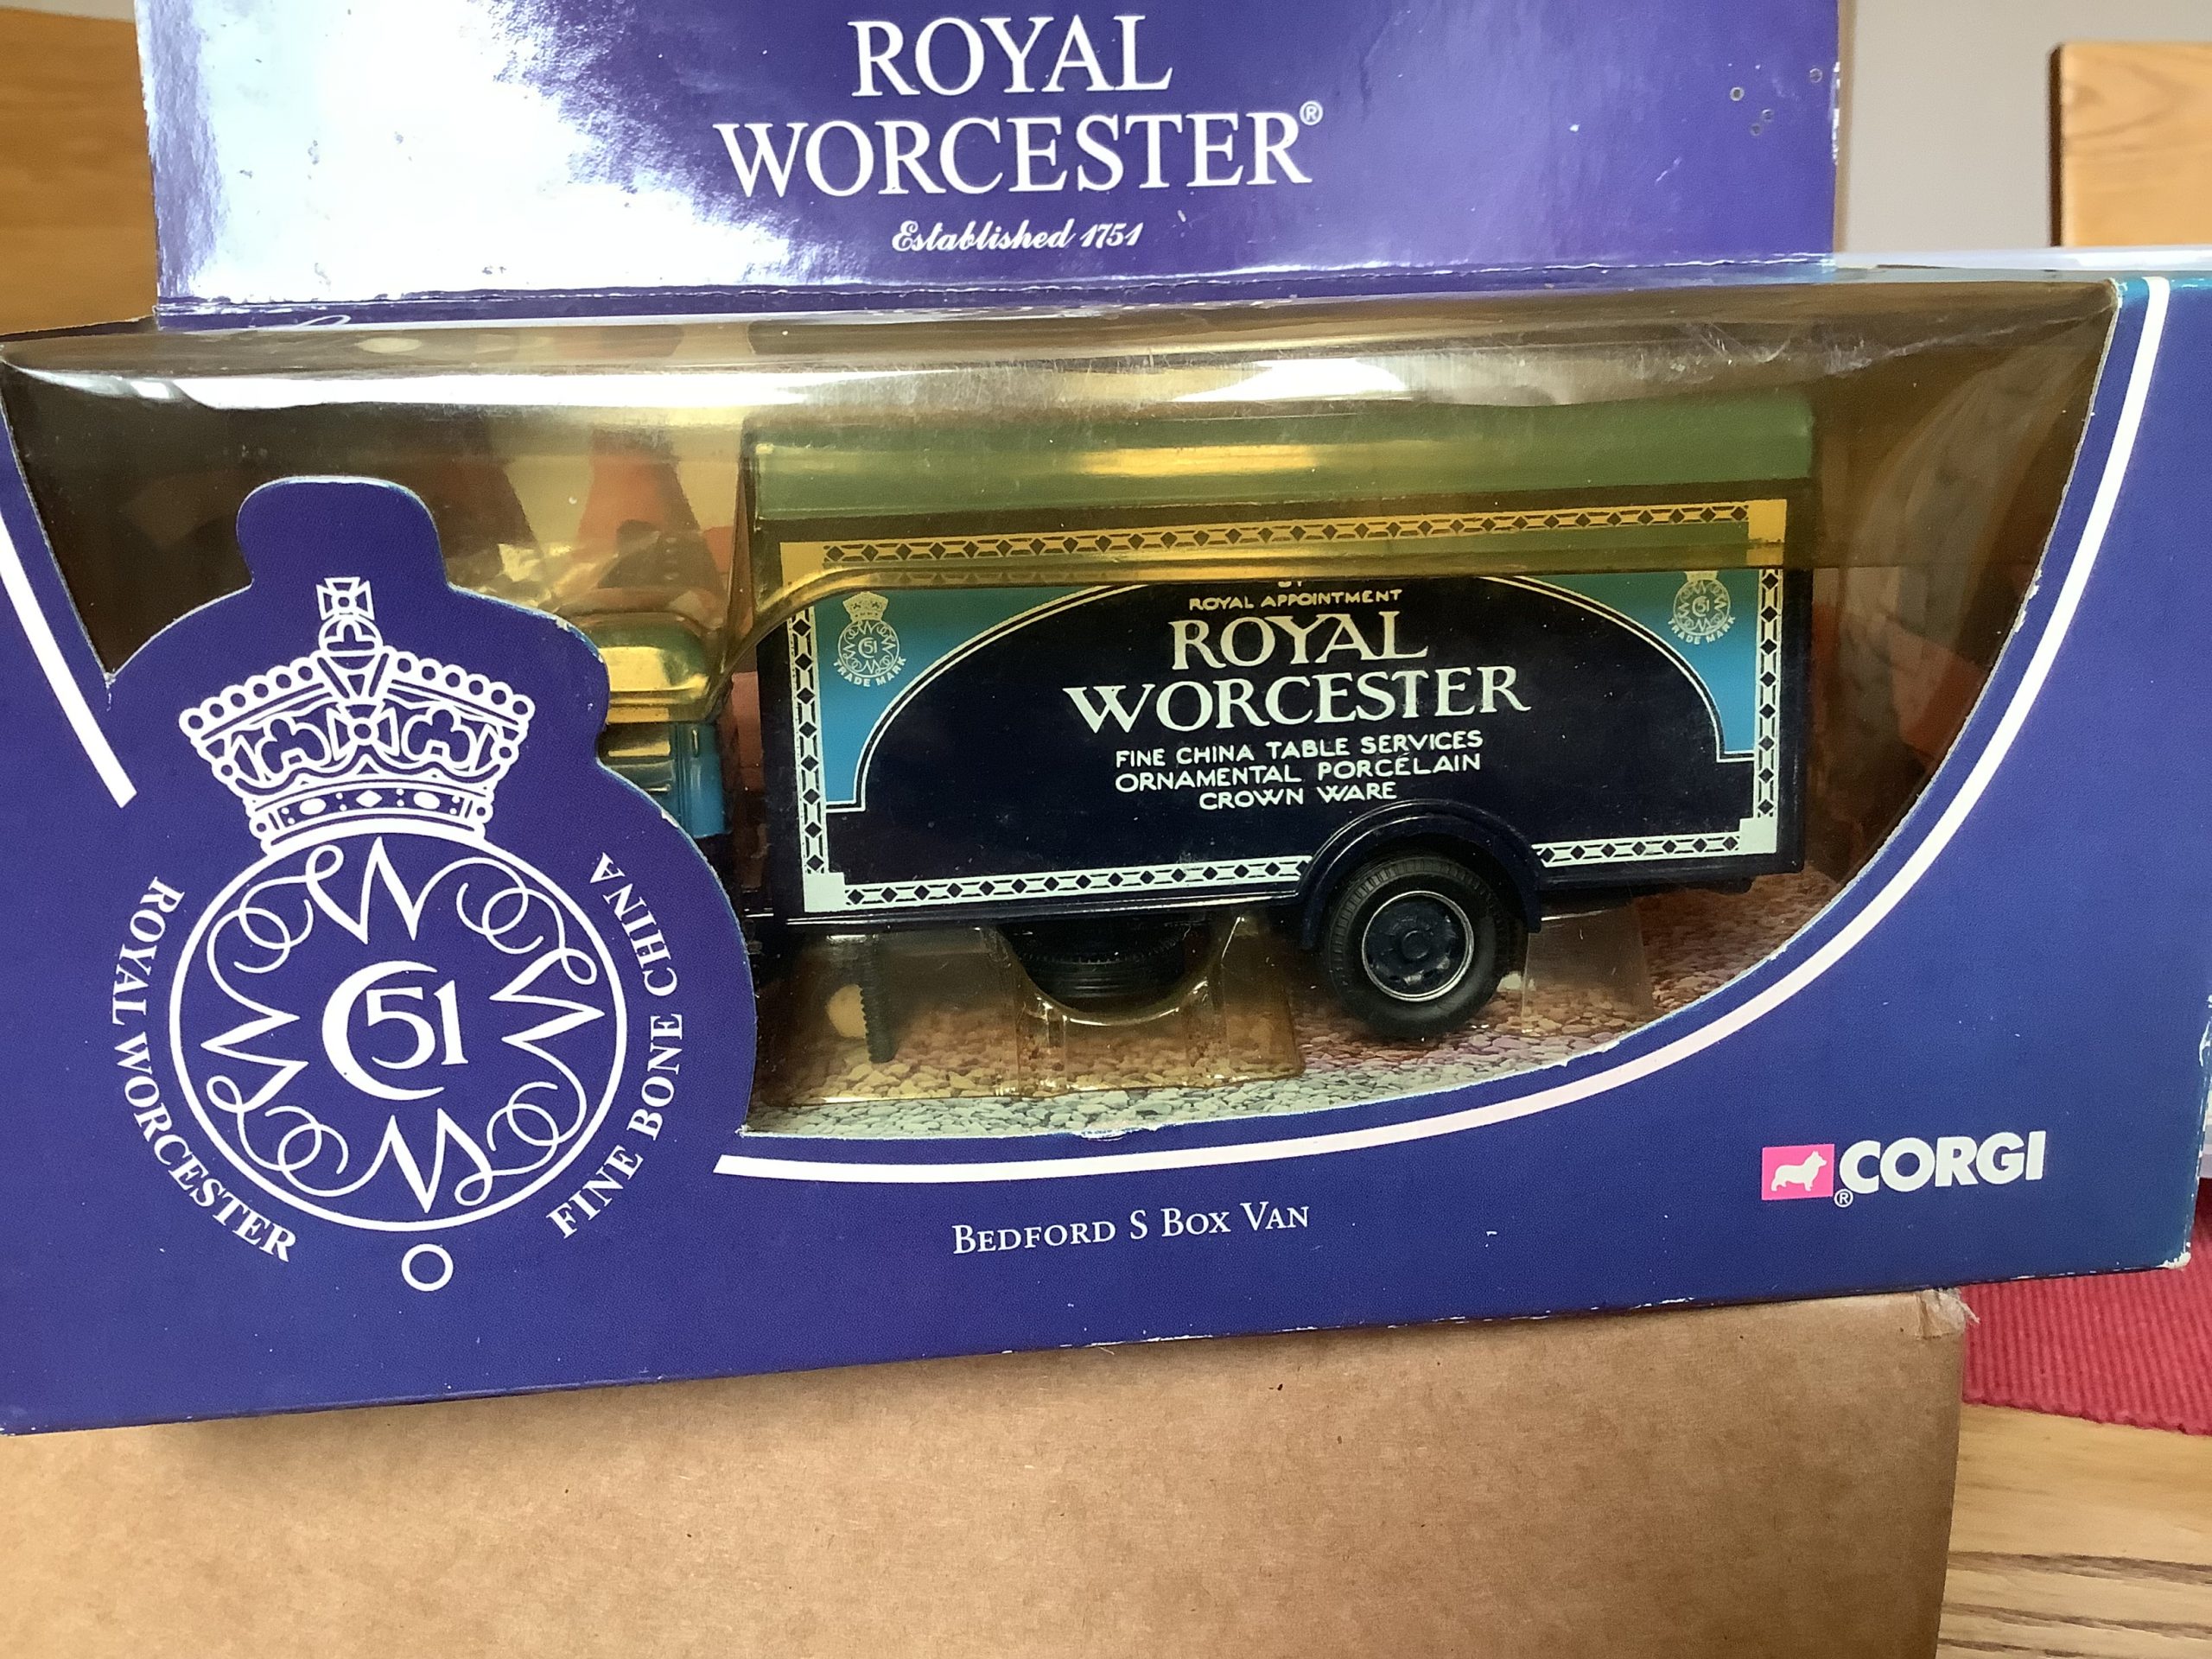 ROYAL
WORCESTER®
Established 1751
ROYAL APPOINTMENT
ROYAL
WORCESTER
FINE CHINA TABLE SERVICES
ORNAMENTAL PORCELAIN
CROWN WARE
51
TRADE MARK
51
TRADE MARK
51
ROYAL WORCESTER
FINE BONE CHINA
BEDFORD S BOX VAN
®CORGI